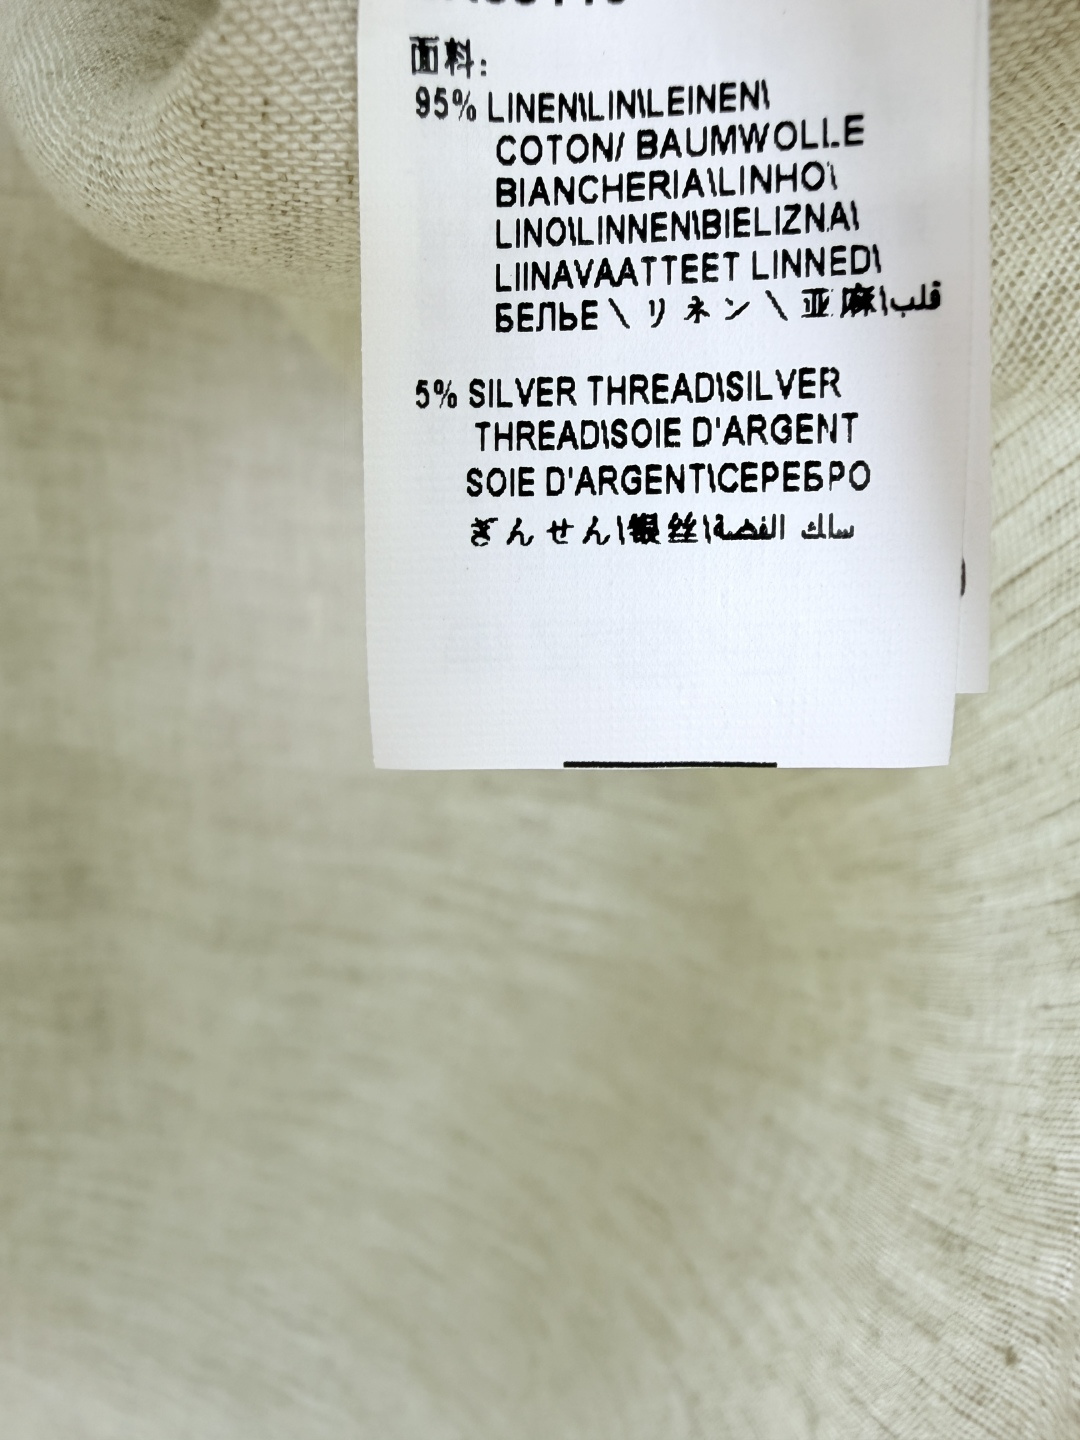 面料:
95% LINEN\LIN\LEINEN\
COTON/ BAUMWOLLE
BIANCHERIA\LINHO\
LINO\LINNEN\BIELIZNA\
LIINAVAATTEET LINNED\
БЕЛЬЕ\リネン\亚麻\قلب
5% SILVER THREAD\SILVER
THREAD\SOIE D'ARGENT
SOIE D'ARGENT\СЕРЕБРО
ぎんせん\银丝\سلك الفضة